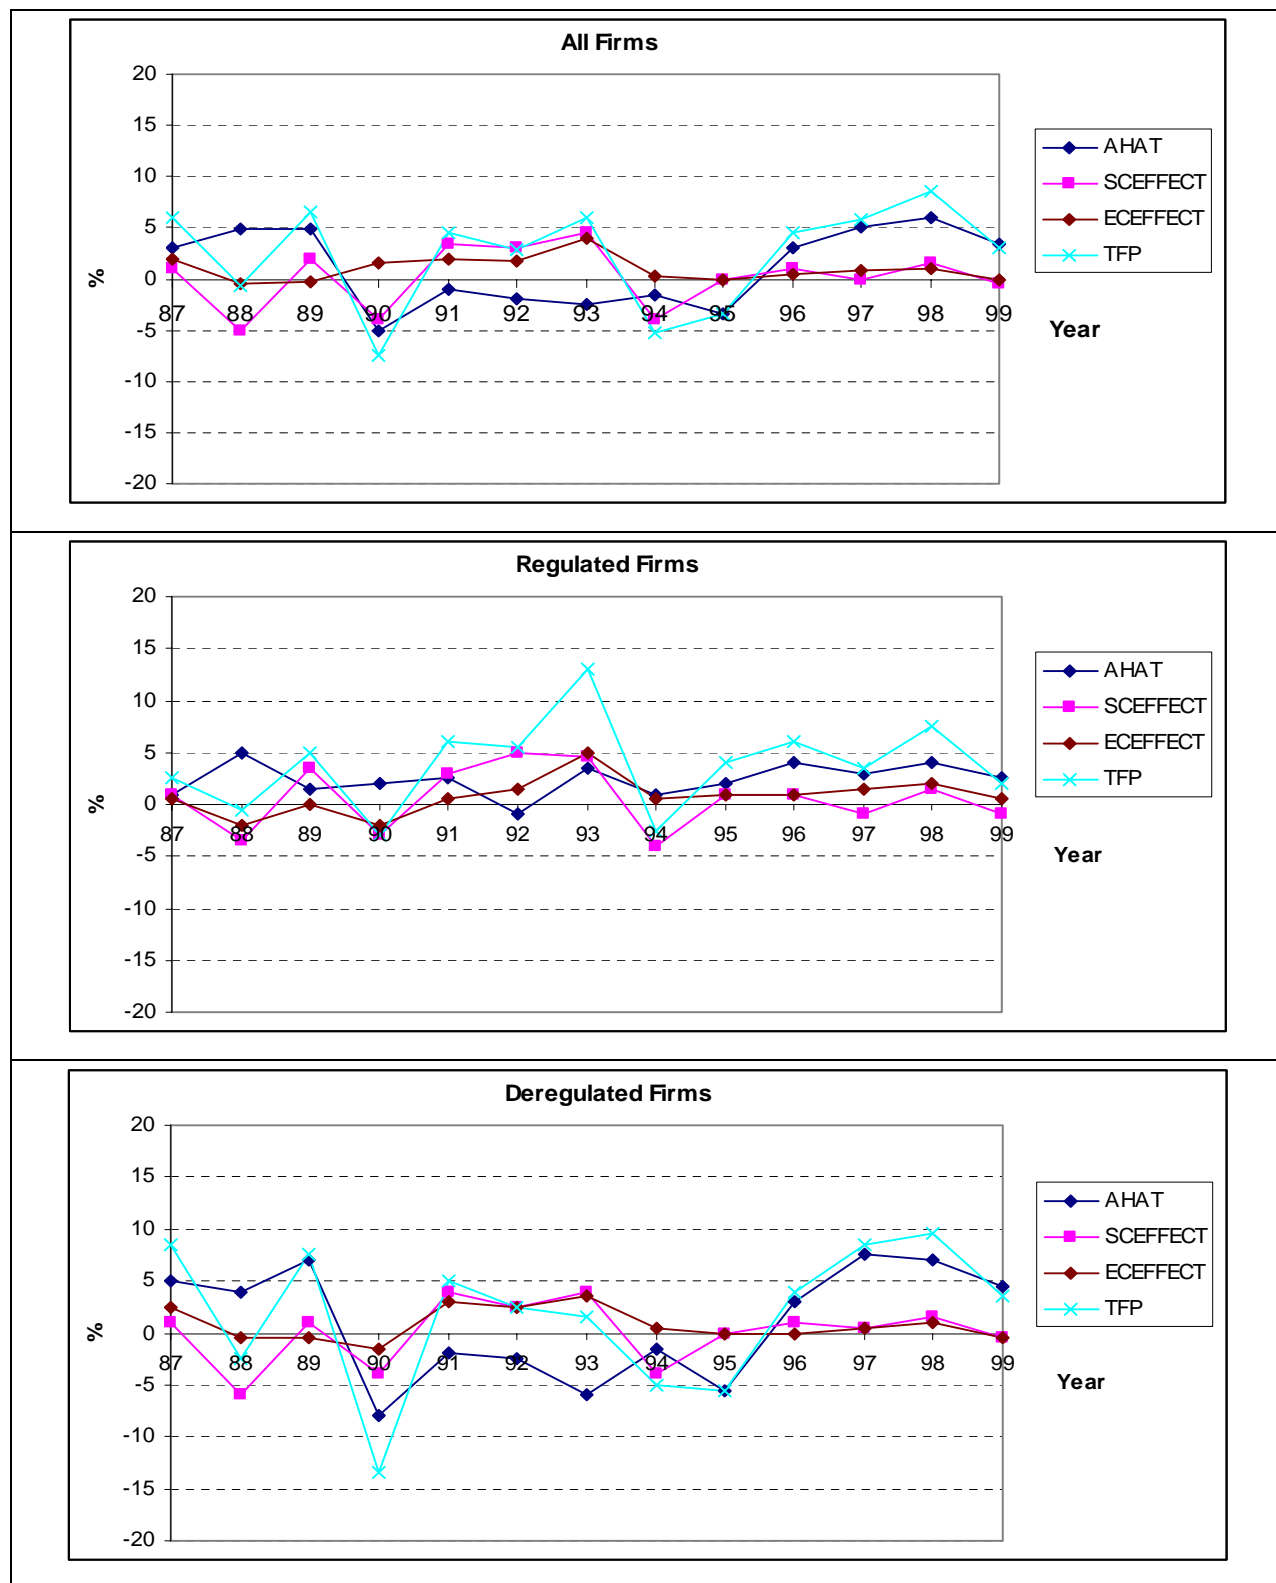 All Firms
20
15
10
5
0
-5
-10
-15
-20
%
87 88 89 90 91 92 93 94 95 96 97 98 99
Year
AHAT
SCEFFECT
ECEFFECT
TFP
Regulated Firms
20
15
10
5
0
-5
-10
-15
-20
%
87 88 89 90 91 92 93 94 95 96 97 98 99
Year
AHAT
SCEFFECT
ECEFFECT
TFP
Deregulated Firms
20
15
10
5
0
-5
-10
-15
-20
%
87 88 89 90 91 92 93 94 95 96 97 98 99
Year
AHAT
SCEFFECT
ECEFFECT
TFP